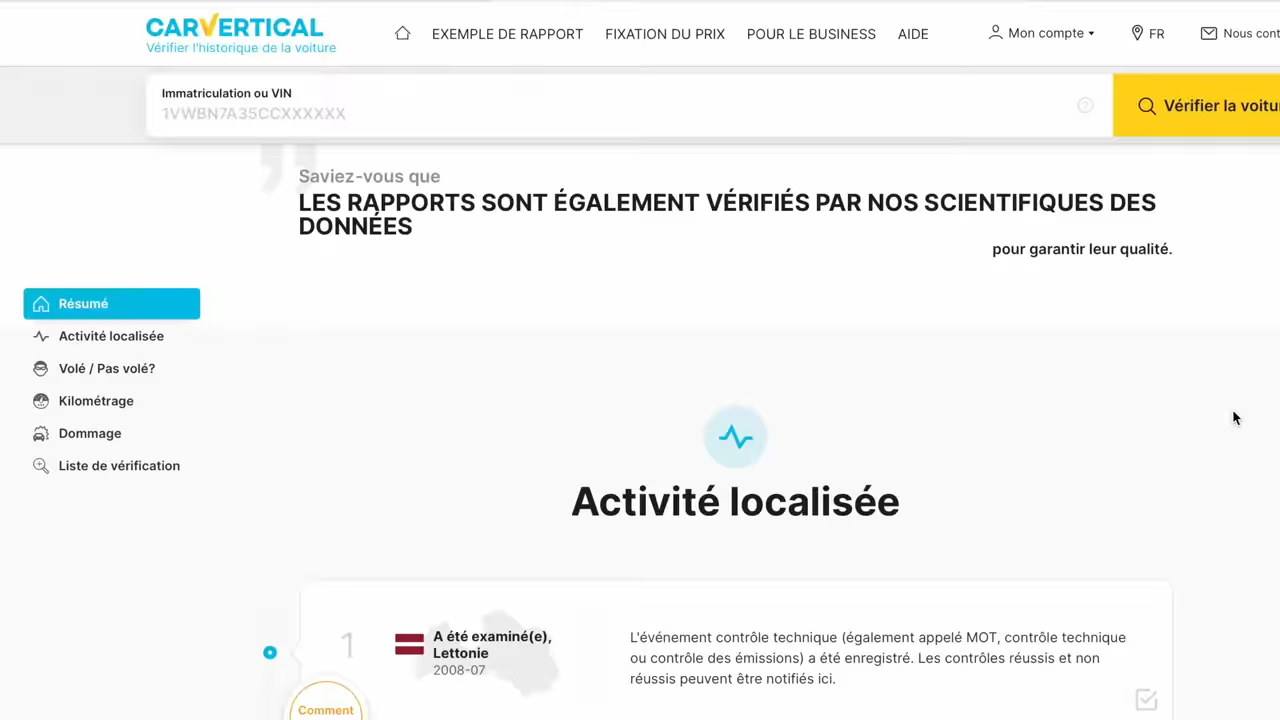 CARVERTICAL
Vérifier l'historique de la voiture
EXEMPLE DE RAPPORT
FIXATION DU PRIX
POUR LE BUSINESS
AIDE
Mon compte
FR
Nous cont
Immatriculation ou VIN
1VWBN7A35CCXXXXXX
Vérifier la voitu
Saviez-vous que
LES RAPPORTS SONT ÉGALEMENT VÉRIFIÉS PAR NOS SCIENTIFIQUES DES
DONNÉES
pour garantir leur qualité.
Résumé
Activité localisée
Volé / Pas volé?
Kilométrage
Dommage
Liste de vérification
Activité localisée
1
A été examiné(e),
Lettonie
2008-07
L'événement contrôle technique (également appelé MOT, contrôle technique
ou contrôle des émissions) a été enregistré. Les contrôles réussis et non
réussis peuvent être notifiés ici.
Comment